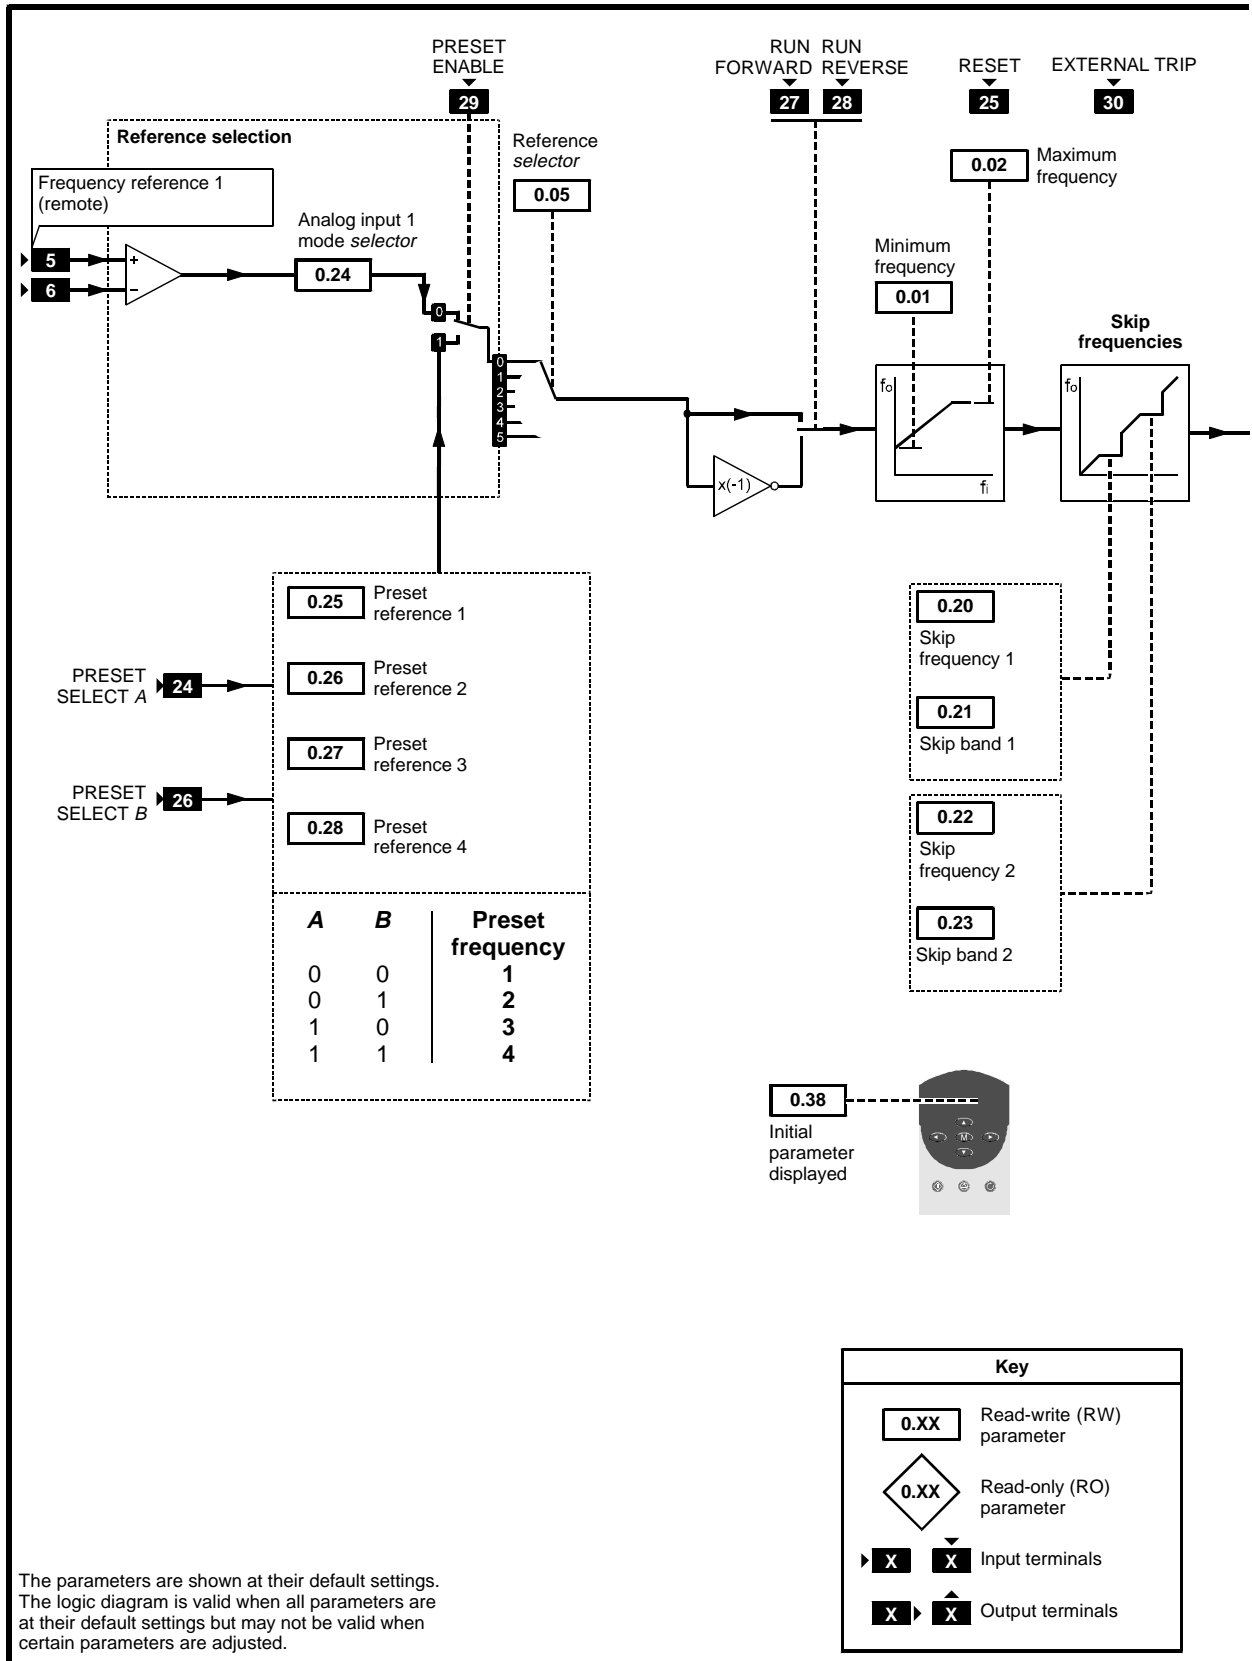 PRESET
ENABLE
29
RUN RUN
FORWARD REVERSE
27 28
RESET
25
EXTERNAL TRIP
30
Reference selection
Reference
selector
0.05
0.02
Maximum
frequency
Frequency reference 1
(remote)
5
6
+
−
Analog input 1
mode selector
0.24
0
1
0
1
2
3
4
5
Minimum
frequency
0.01
Skip
frequencies
fo
fi
fo
x(-1)
0.25
Preset
reference 1
PRESET
SELECT A
24
0.26
Preset
reference 2
0.27
Preset
reference 3
PRESET
SELECT B
26
0.28
Preset
reference 4
A B Preset
frequency
0 0 1
0 1 2
1 0 3
1 1 4
0.20
Skip
frequency 1
0.21
Skip band 1
0.22
Skip
frequency 2
0.23
Skip band 2
0.38
Initial
parameter
displayed
M
Key
0.XX
Read-write (RW)
parameter
0.XX
Read-only (RO)
parameter
X X Input terminals
X X Output terminals
The parameters are shown at their default settings.
The logic diagram is valid when all parameters are
at their default settings but may not be valid when
certain parameters are adjusted.